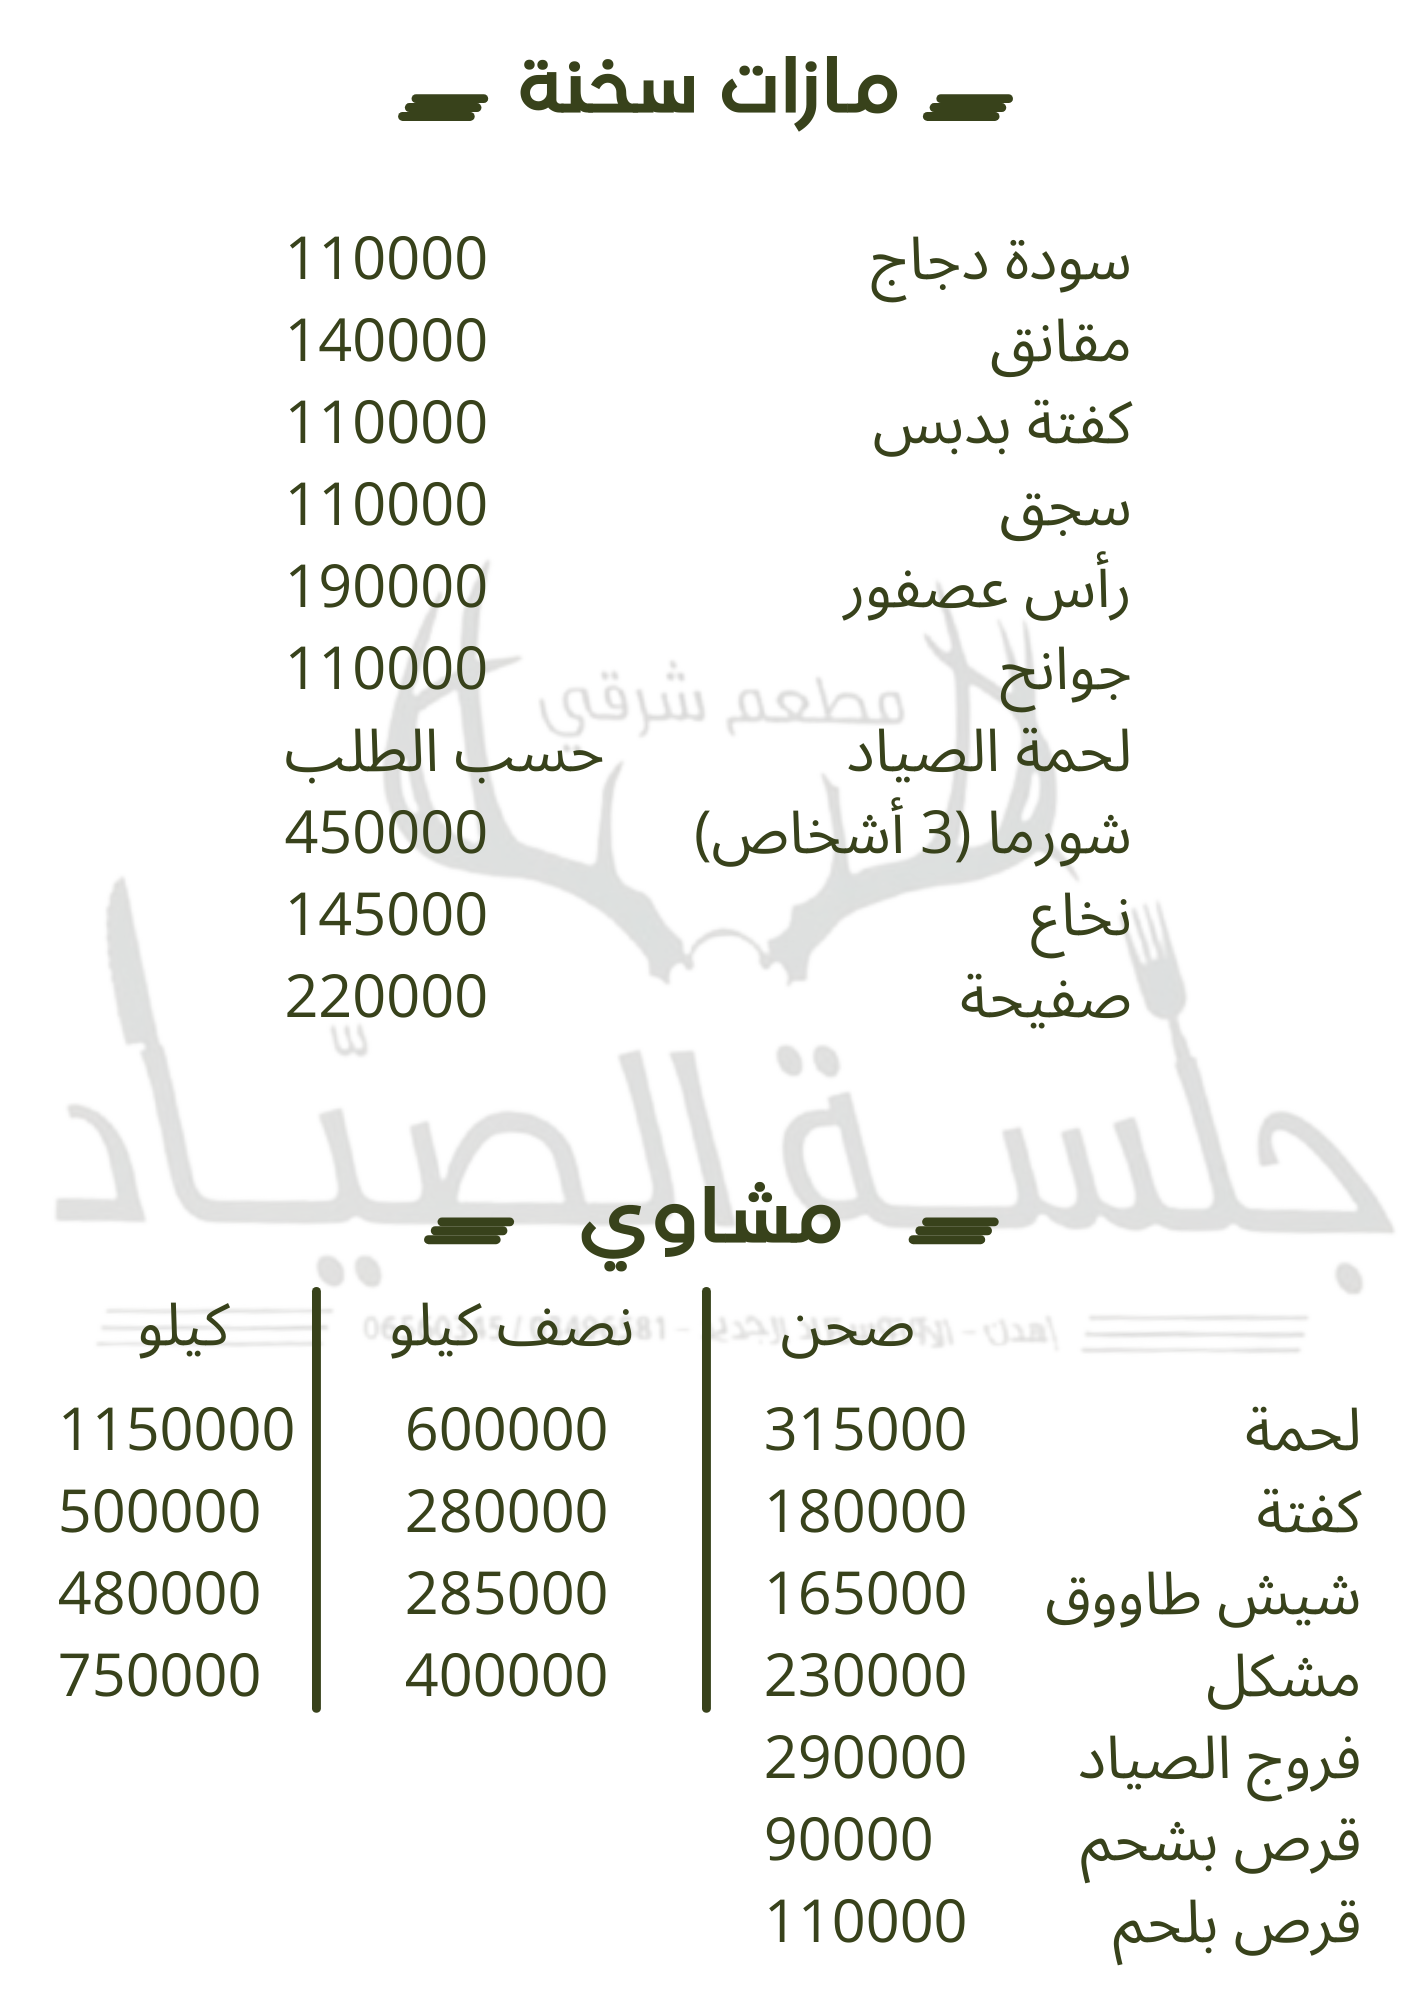 مازات سخنة
سودة دجاج 110000
مقانق 140000
كفتة بدبس 110000
سجق 110000
رأس عصفور 190000
جوانح 110000
مطعم شرقي
لحمة الصياد حسب الطلب
شورما (3 أشخاص) 450000
نخاع 145000
صفيحة 220000
جلسة الصيّاد
مشاوي
صحن نصف كيلو كيلو
لحمة 315000 600000 1150000
كفتة 180000 280000 500000
شيش طاووق 165000 285000 480000
مشكل 230000 400000 750000
فروج الصياد 290000
قرص بشحم 90000
قرص بلحم 110000